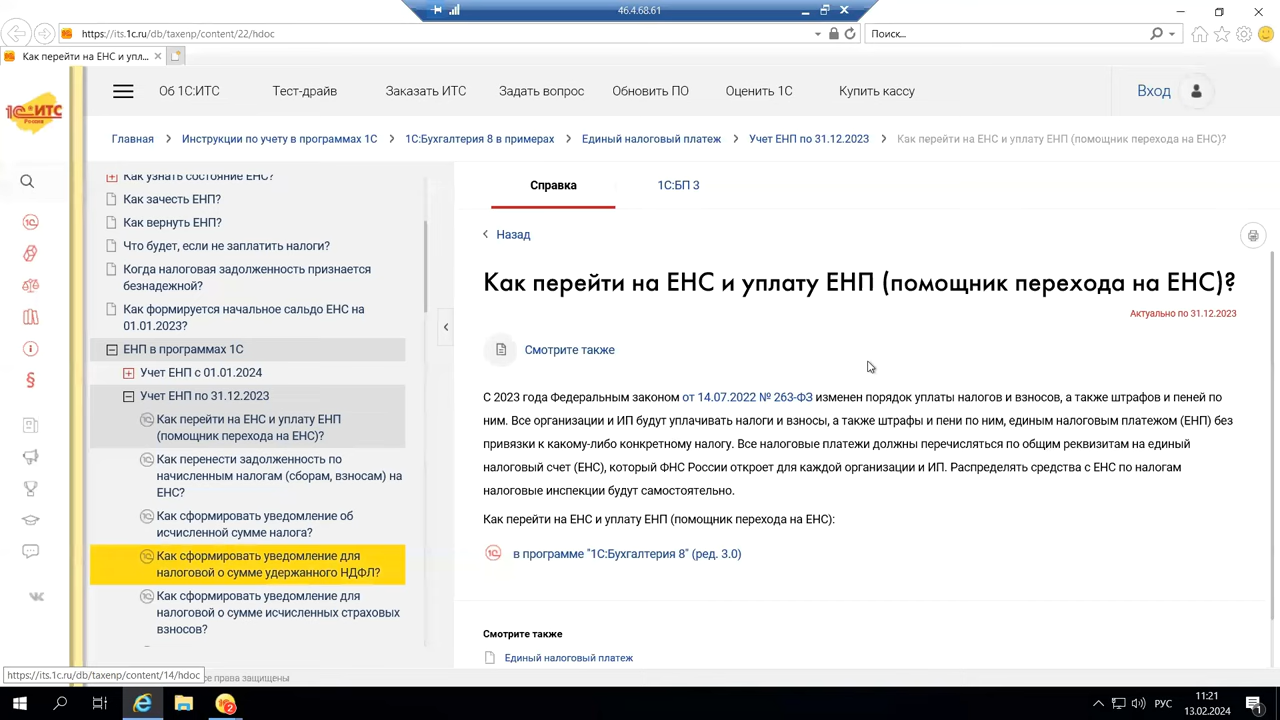 46.4.68.61
https://its.1c.ru/db/taxenp/content/22/hdoc
Поиск...
Как перейти на ЕНС и упл...
1С:ИТС
Об 1С:ИТС
Тест-драйв
Заказать ИТС
Задать вопрос
Обновить ПО
Оценить 1С
Купить кассу
Вход
Главная
Инструкции по учету в программах 1С
1С:Бухгалтерия 8 в примерах
Единый налоговый платеж
Учет ЕНП по 31.12.2023
Как перейти на ЕНС и уплату ЕНП (помощник перехода на ЕНС)?
Как узнать состояние ЕНС?
Как зачесть ЕНП?
Как вернуть ЕНП?
Что будет, если не заплатить налоги?
Когда налоговая задолженность признается
безнадежной?
Как формируется начальное сальдо ЕНС на
01.01.2023?
ЕНП в программах 1С
Учет ЕНП с 01.01.2024
Учет ЕНП по 31.12.2023
Как перейти на ЕНС и уплату ЕНП
(помощник перехода на ЕНС)?
Как перенести задолженность по
начисленным налогам (сборам, взносам) на
ЕНС?
Как сформировать уведомление об
исчисленной сумме налога?
Как сформировать уведомление для
налоговой о сумме удержанного НДФЛ?
Как сформировать уведомление для
налоговой о сумме исчисленных страховых
взносов?
Справка
1С:БП 3
Назад
Как перейти на ЕНС и уплату ЕНП (помощник перехода на ЕНС)?
Актуально по 31.12.2023
Смотрите также
С 2023 года Федеральным законом от 14.07.2022 № 263-ФЗ изменен порядок уплаты налогов и взносов, а также штрафов и пеней по
ним. Все организации и ИП будут уплачивать налоги и взносы, а также штрафы и пени по ним, единым налоговым платежом (ЕНП) без
привязки к какому-либо конкретному налогу. Все налоговые платежи должны перечисляться по общим реквизитам на единый
налоговый счет (ЕНС), который ФНС России откроет для каждой организации и ИП. Распределять средства с ЕНС по налогам
налоговые инспекции будут самостоятельно.
Как перейти на ЕНС и уплату ЕНП (помощник перехода на ЕНС):
в программе "1С:Бухгалтерия 8" (ред. 3.0)
Смотрите также
Единый налоговый платеж
https://its.1c.ru/db/taxenp/content/14/hdoc
се права защищены
РУС
11:21
13.02.2024